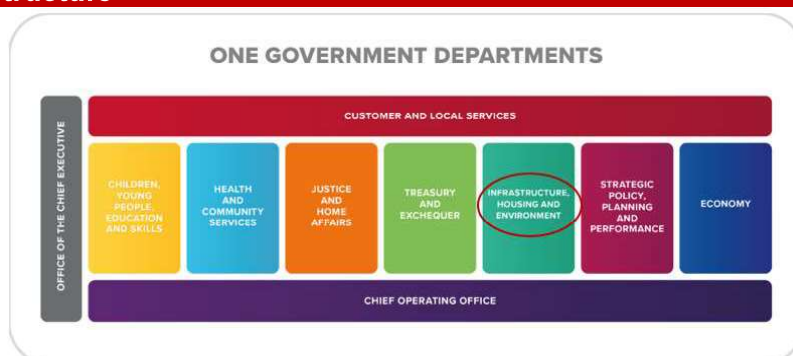 ONE GOVERNMENT DEPARTMENTS
OFFICE OF THE CHIEF EXECUTIVE
CUSTOMER AND LOCAL SERVICES
CHILDREN,
YOUNG
PEOPLE,
EDUCATION
AND SKILLS
HEALTH
AND
COMMUNITY
SERVICES
JUSTICE
AND
HOME
AFFAIRS
TREASURY
AND
EXCHEQUER
INFRASTRUCTURE,
HOUSING AND
ENVIRONMENT
STRATEGIC
POLICY,
PLANNING
AND
PERFORMANCE
ECONOMY
CHIEF OPERATING OFFICE